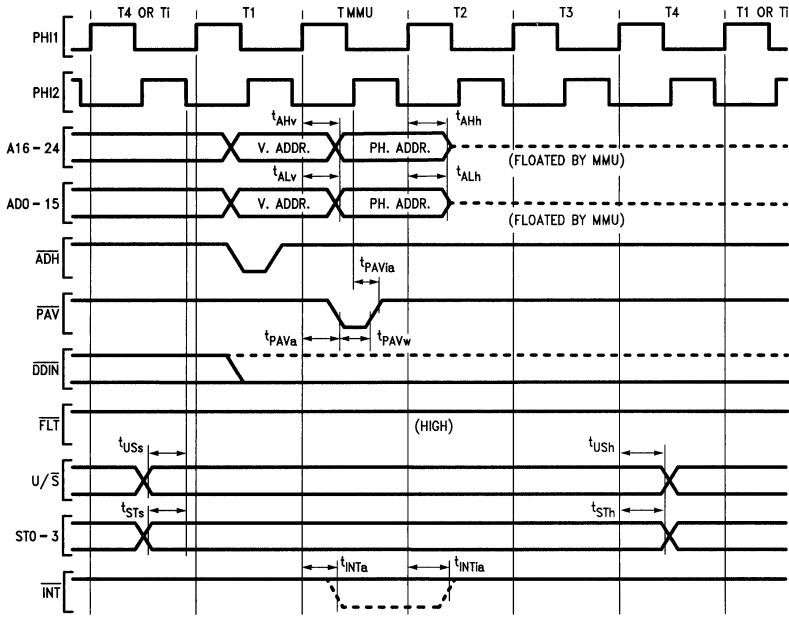 T4 OR Ti T1 T MMU T2 T3 T4 T1 OR Ti
PHI1
PHI2
tAHv tAHh
A16-24 V. ADDR. PH. ADDR.
(FLOATED BY MMU)
tALv tALh
AD0-15 V. ADDR. PH. ADDR.
(FLOATED BY MMU)
ADH
tPAVia
PAV
tPAVa tPAVw
DDIN
FLT (HIGH)
tUSs tUSh
U/S
tSTs tSTh
ST0-3
tINTa tINTia
INT